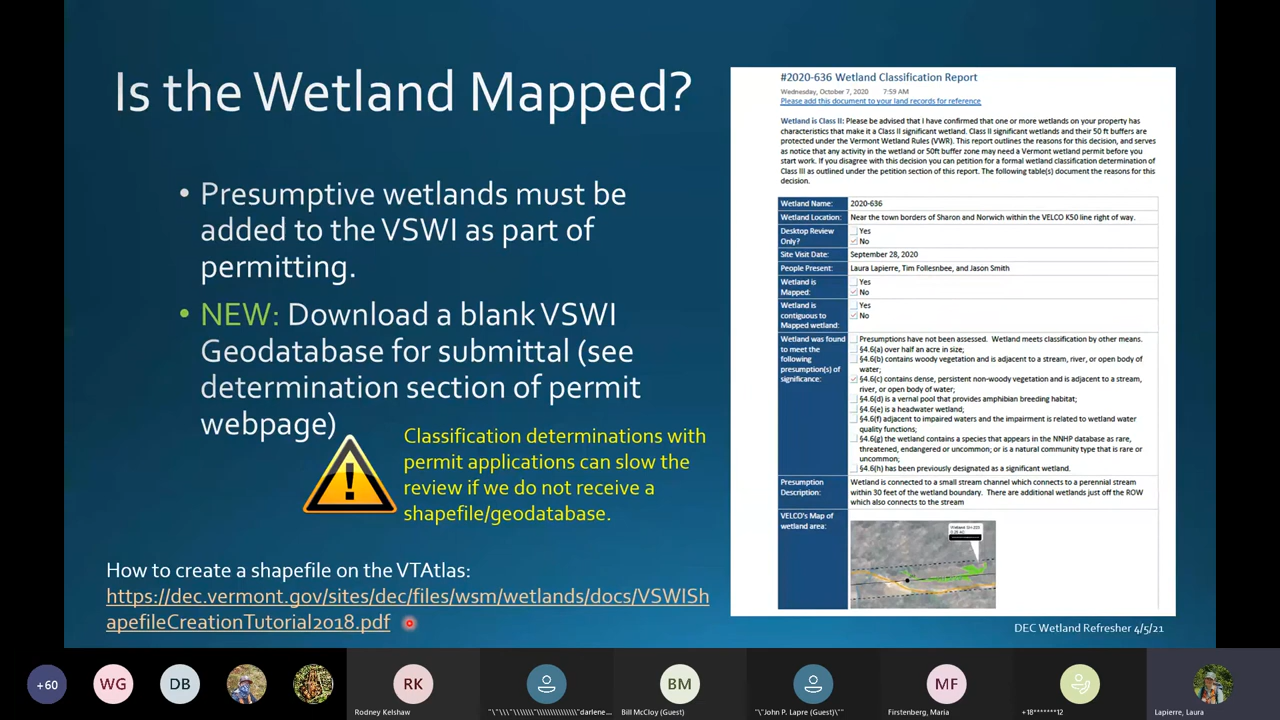 Is the Wetland Mapped?
• Presumptive wetlands must be
added to the VSWI as part of
permitting.
• NEW: Download a blank VSWI
Geodatabase for submittal (see
determination section of permit
webpage)
Classification determinations with
permit applications can slow the
review if we do not receive a
shapefile/geodatabase.
How to create a shapefile on the VTAtlas:
https://dec.vermont.gov/sites/dec/files/wsm/wetlands/docs/VSWISh
apefileCreationTutorial2018.pdf
#2020-636 Wetland Classification Report
Wednesday, October 7, 2020 7:59 AM
Please add this document to your land records for reference
Wetland is Class II: Please be advised that I have confirmed that one or more wetlands on your property has
characteristics that make it a Class II significant wetland. Class II significant wetlands and their 50 ft buffers are
protected under the Vermont Wetland Rules (VWR). This report outlines the reasons for this decision, and serves
as notice that any activity in the wetland or 50ft buffer zone may need a Vermont wetland permit before you
start work. If you disagree with this decision you can petition for a formal wetland classification determination of
Class III as outlined under the petition section of this report. The following table(s) document the reasons for this
decision.
Wetland Name: 2020-636
Wetland Location: Near the town borders of Sharon and Norwich within the VELCO K50 line right of way.
Desktop Review Yes
Only? No
Site Visit Date: September 28, 2020
People Present: Laura Lapierre, Tim Follesnbee, and Jason Smith
Wetland is Yes
Mapped: No
Wetland is Yes
contiguous to No
Mapped wetland:
Wetland was found Presumptions have not been assessed. Wetland meets classification by other means.
to meet the §4.6(a) over half an acre in size;
following §4.6(b) contains woody vegetation and is adjacent to a stream, river, or open body of
presumption(s) of water;
significance: §4.6(c) contains dense, persistent non-woody vegetation and is adjacent to a stream,
river, or open body of water;
§4.6(d) is a vernal pool that provides amphibian breeding habitat;
§4.6(e) is a headwater wetland;
§4.6(f) adjacent to impaired waters and the impairment is related to wetland water
quality functions;
§4.6(g) the wetland contains a species that appears in the NNHP database as rare,
threatened, endangered or uncommon; or is a natural community type that is rare or
uncommon;
§4.6(h) has been previously designated as a significant wetland.
Presumption Wetland is connected to a small stream channel which connects to a perennial stream
Description: within 30 feet of the wetland boundary. There are additional wetlands just off the ROW
which also connects to the stream
VELCO's Map of
wetland area:
DEC Wetland Refresher 4/5/21
+60
WG
DB
RK
Rodney Kelshaw
BM
Bill McCloy (Guest)
"\"John P. Lapre (Guest)\""
MF
Firstenberg, Maria
+18*******12
Lapierre, Laura